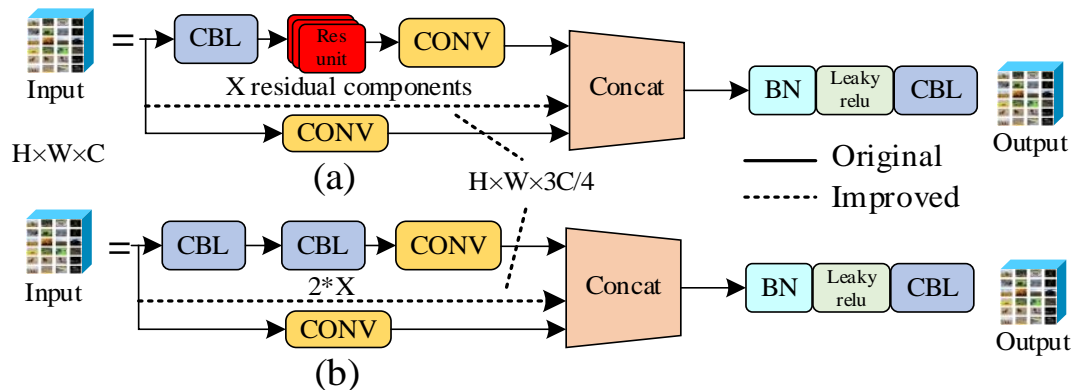 Input
=
CBL
Res
unit
CONV
X residual components
CONV
(a)
Concat
BN
Leaky
relu
CBL
Output
H×W×C
H×W×3C/4
Original
Improved
Input
=
CBL
CBL
CONV
2*X
CONV
(b)
Concat
BN
Leaky
relu
CBL
Output